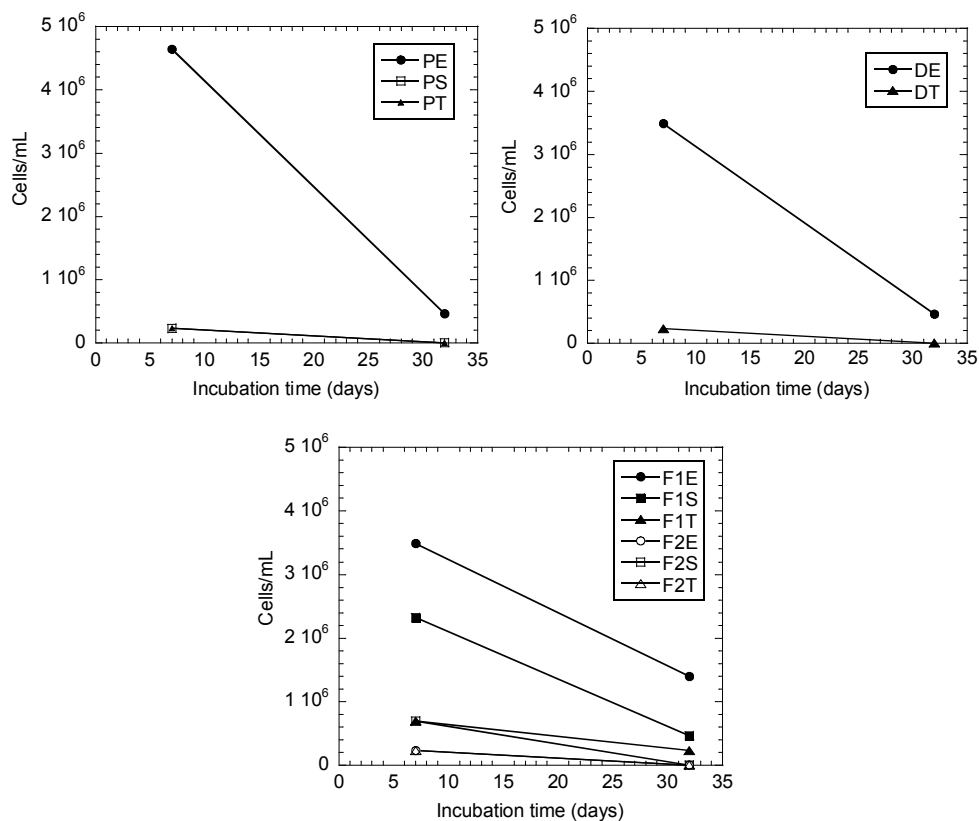 5 10⁶
4 10⁶
3 10⁶
2 10⁶
1 10⁶
0
Cells/mL
PE
PS
PT
0 5 10 15 20 25 30 35
Incubation time (days)
5 10⁶
4 10⁶
3 10⁶
2 10⁶
1 10⁶
0
Cells/mL
DE
DT
0 5 10 15 20 25 30 35
Incubation time (days)
5 10⁶
4 10⁶
3 10⁶
2 10⁶
1 10⁶
0
Cells/mL
F1E
F1S
F1T
F2E
F2S
F2T
0 5 10 15 20 25 30 35
Incubation time (days)